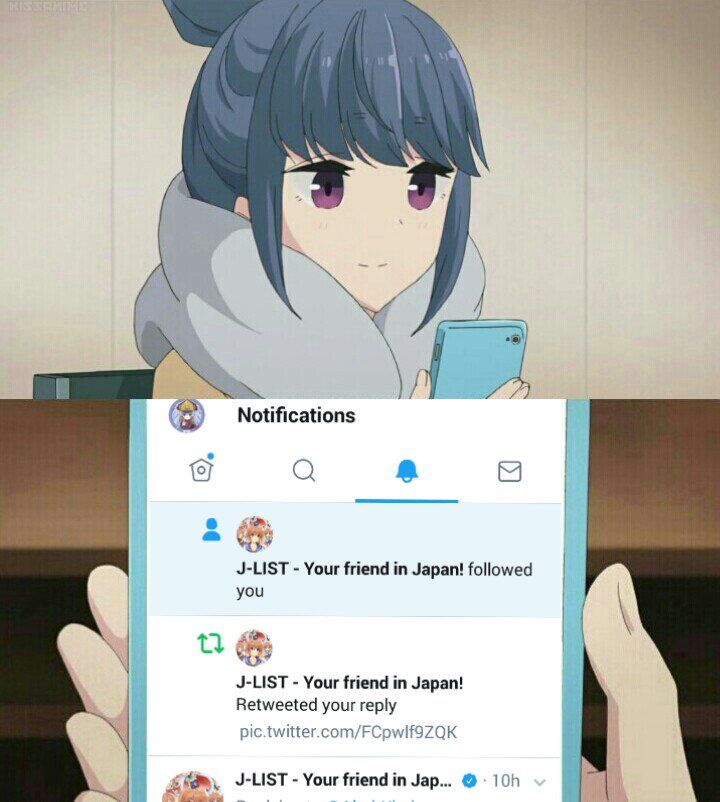 KISSANIME
Notifications
J-LIST - Your friend in Japan! followed
you
J-LIST - Your friend in Japan!
Retweeted your reply
pic.twitter.com/FCpwlf9ZQK
J-LIST - Your friend in Jap... · 10h